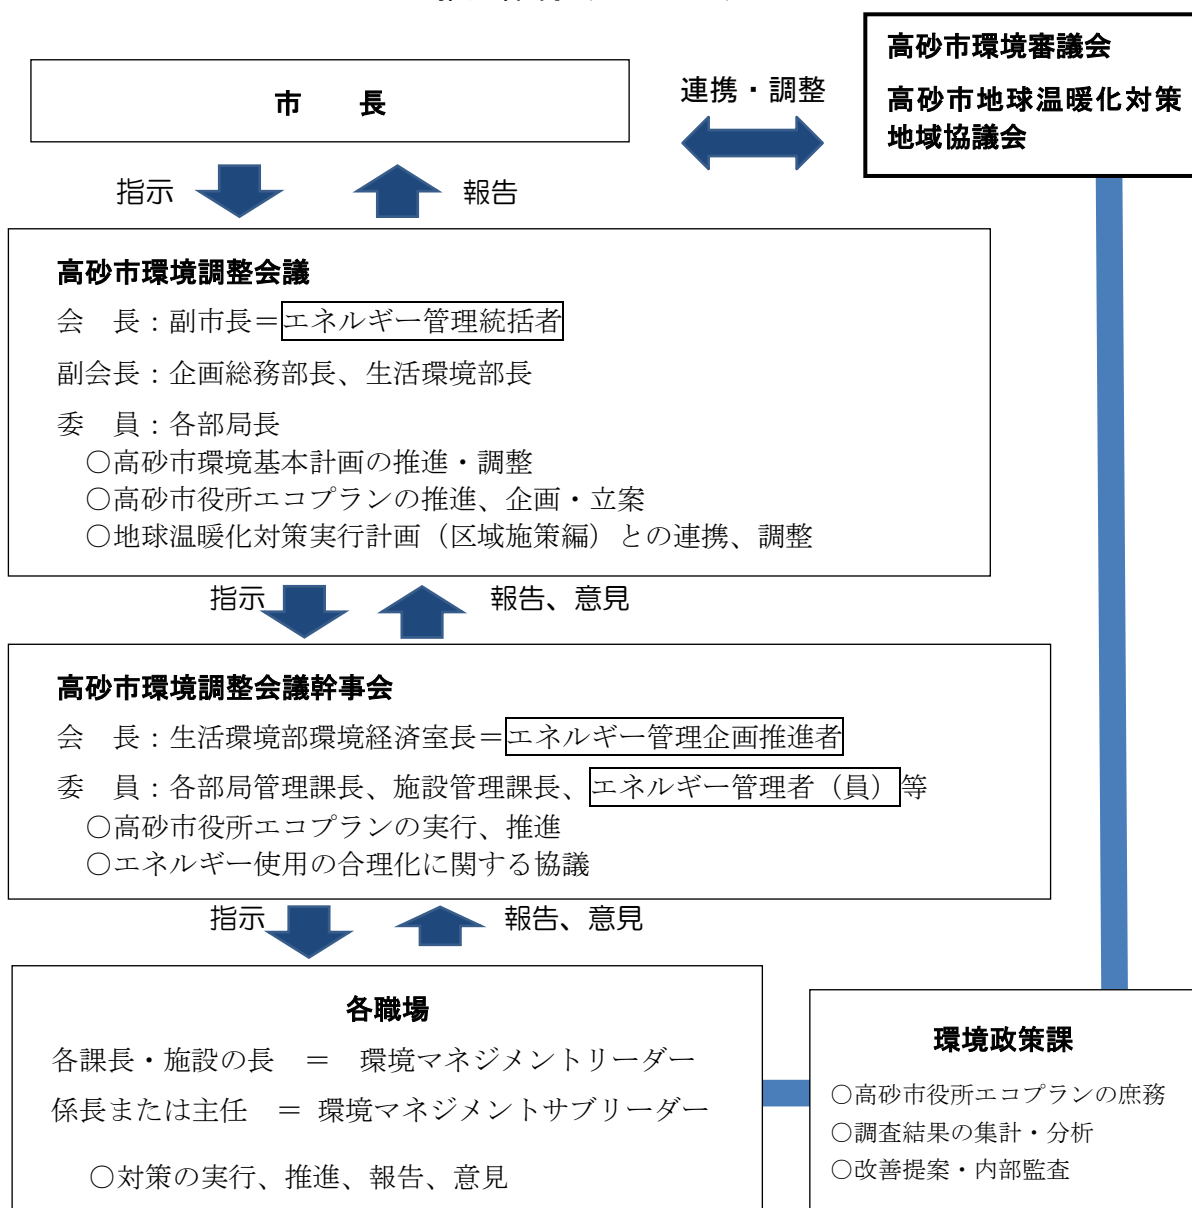 市　　長
連携・調整
高砂市環境審議会
高砂市地球温暖化対策
地域協議会
指示
報告
高砂市環境調整会議
会　長：副市長＝エネルギー管理統括者
副会長：企画総務部長、生活環境部長
委　員：各部局長
○高砂市環境基本計画の推進・調整
○高砂市役所エコプランの推進、企画・立案
○地球温暖化対策実行計画（区域施策編）との連携、調整
指示
報告、意見
高砂市環境調整会議幹事会
会　長：生活環境部環境経済室長＝エネルギー管理企画推進者
委　員：各部局管理課長、施設管理課長、エネルギー管理者（員）等
○高砂市役所エコプランの実行、推進
○エネルギー使用の合理化に関する協議
指示
報告、意見
各職場
各課長・施設の長　＝　環境マネジメントリーダー
係長または主任　＝ 環境マネジメントサブリーダー
○対策の実行、推進、報告、意見
環境政策課
○高砂市役所エコプランの庶務
○調査結果の集計・分析
○改善提案・内部監査